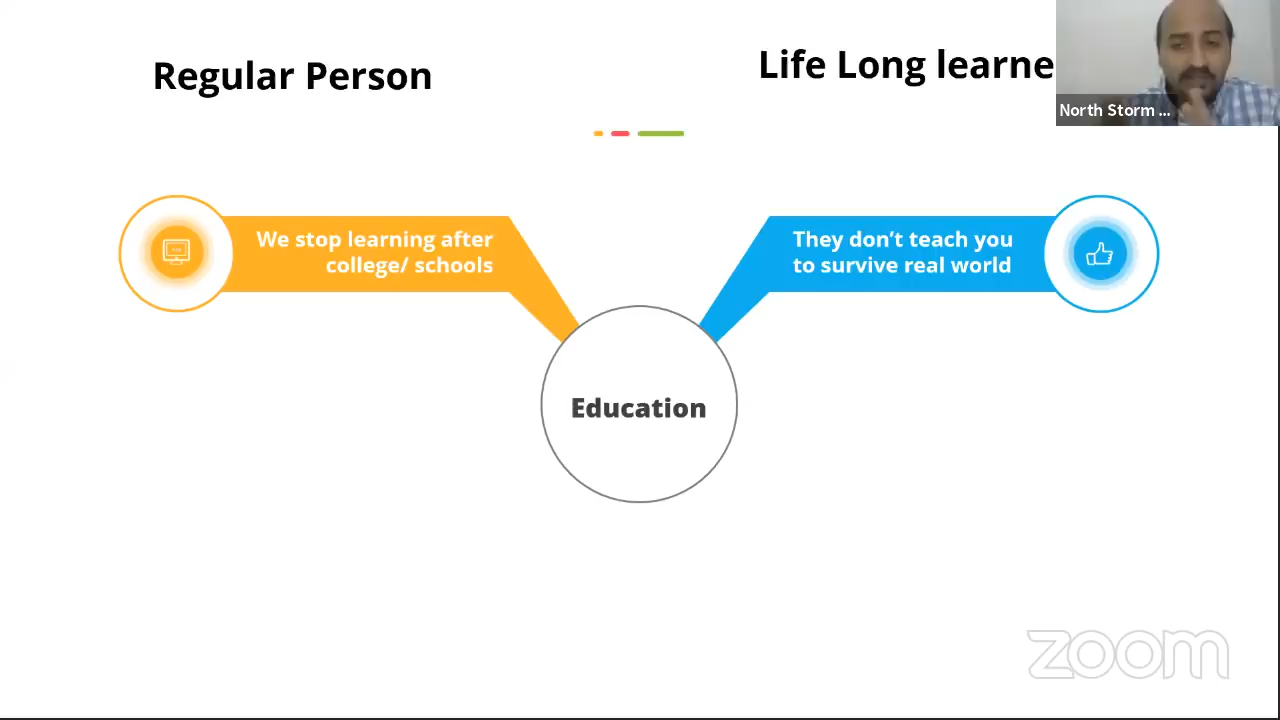 Regular Person
Life Long learne
North Storm ...
We stop learning after
college/ schools
They don’t teach you
to survive real world
Education
zoom